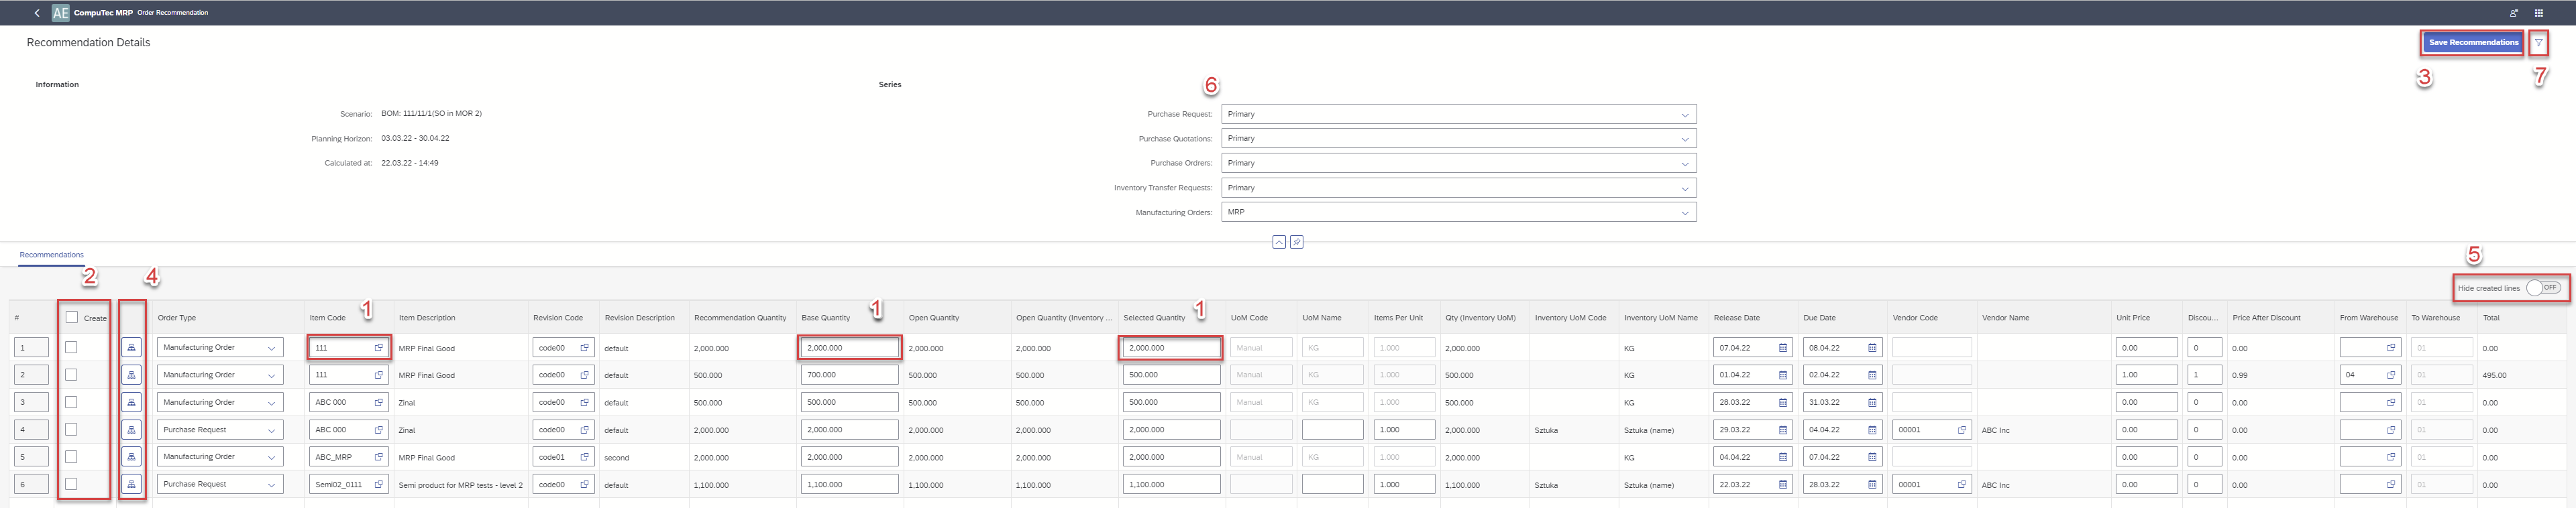 AE CompuTec MRP Order Recommendation
Recommendation Details
Save Recommendations
3 7
Information
Series
6
Scenario: BOM: 111/11/1(SO in MOR 2)
Planning Horizon: 03.03.22 - 30.04.22
Calculated at: 22.03.22 - 14:49
Purchase Request: Primary
Purchase Quotations: Primary
Purchase Ordrers: Primary
Inventory Transfer Requests: Primary
Manufacturing Orders: MRP
Recommendations
2 4 1 1 1 5
Hide created lines OFF
# Create Order Type Item Code Item Description Revision Code Revision Description Recommendation Quantity Base Quantity Open Quantity Open Quantity (Inventory ... Selected Quantity UoM Code UoM Name Items Per Unit Qty (Inventory UoM) Inventory UoM Code Inventory UoM Name Release Date Due Date Vendor Code Vendor Name Unit Price Discou... Price After Discount From Warehouse To Warehouse Total
1 Manufacturing Order 111 MRP Final Good code00 default 2,000.000 2,000.000 2,000.000 2,000.000 2,000.000 Manual KG 1.000 2,000.000 KG 07.04.22 08.04.22 0.00 0 0.00 01 0.00
2 Manufacturing Order 111 MRP Final Good code00 default 500.000 700.000 500.000 500.000 500.000 Manual KG 1.000 500.000 KG 01.04.22 02.04.22 1.00 1 0.99 04 01 495.00
3 Manufacturing Order ABC 000 Zinal code00 default 500.000 500.000 500.000 500.000 500.000 Manual KG 1.000 500.000 KG 28.03.22 31.03.22 0.00 0 0.00 01 0.00
4 Purchase Request ABC 000 Zinal code00 default 2,000.000 2,000.000 2,000.000 2,000.000 2,000.000 1.000 2,000.000 Sztuka Sztuka (name) 29.03.22 04.04.22 00001 ABC Inc 0.00 0 0.00 01 0.00
5 Manufacturing Order ABC_MRP MRP Final Good code01 second 2,000.000 2,000.000 2,000.000 2,000.000 2,000.000 Manual KG 1.000 2,000.000 KG 04.04.22 07.04.22 0.00 0 0.00 01 0.00
6 Purchase Request Semi02_0111 Semi product for MRP tests - level 2 code00 default 1,100.000 1,100.000 1,100.000 1,100.000 1,100.000 1.000 1,100.000 Sztuka Sztuka (name) 22.03.22 28.03.22 00001 ABC Inc 0.00 0 0.00 01 0.00